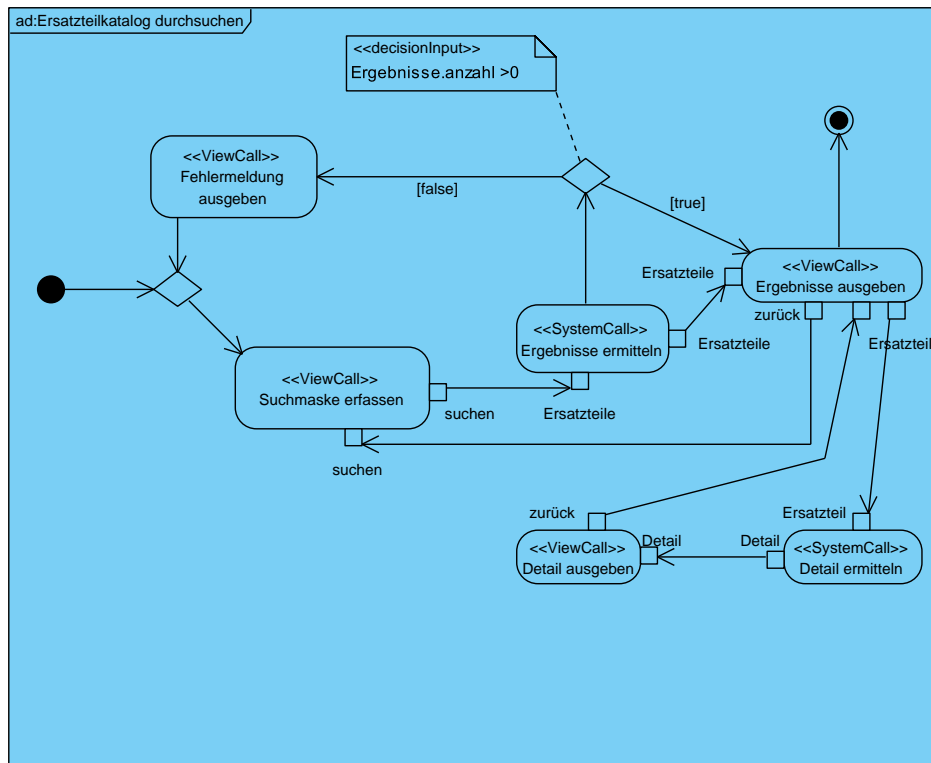 ad:Ersatzteilkatalog durchsuchen
<<decisionInput>>
Ergebnisse.anzahl >0
<<ViewCall>>
Fehlermeldung
ausgeben
[false]
[true]
Ersatzteile
<<ViewCall>>
Ergebnisse ausgeben
zurück
Ersatzteile
Ersatzteil
<<SystemCall>>
Ergebnisse ermitteln
<<ViewCall>>
Suchmaske erfassen
suchen
Ersatzteile
suchen
zurück
Ersatzteil
Detail
Detail
<<ViewCall>>
Detail ausgeben
<<SystemCall>>
Detail ermitteln